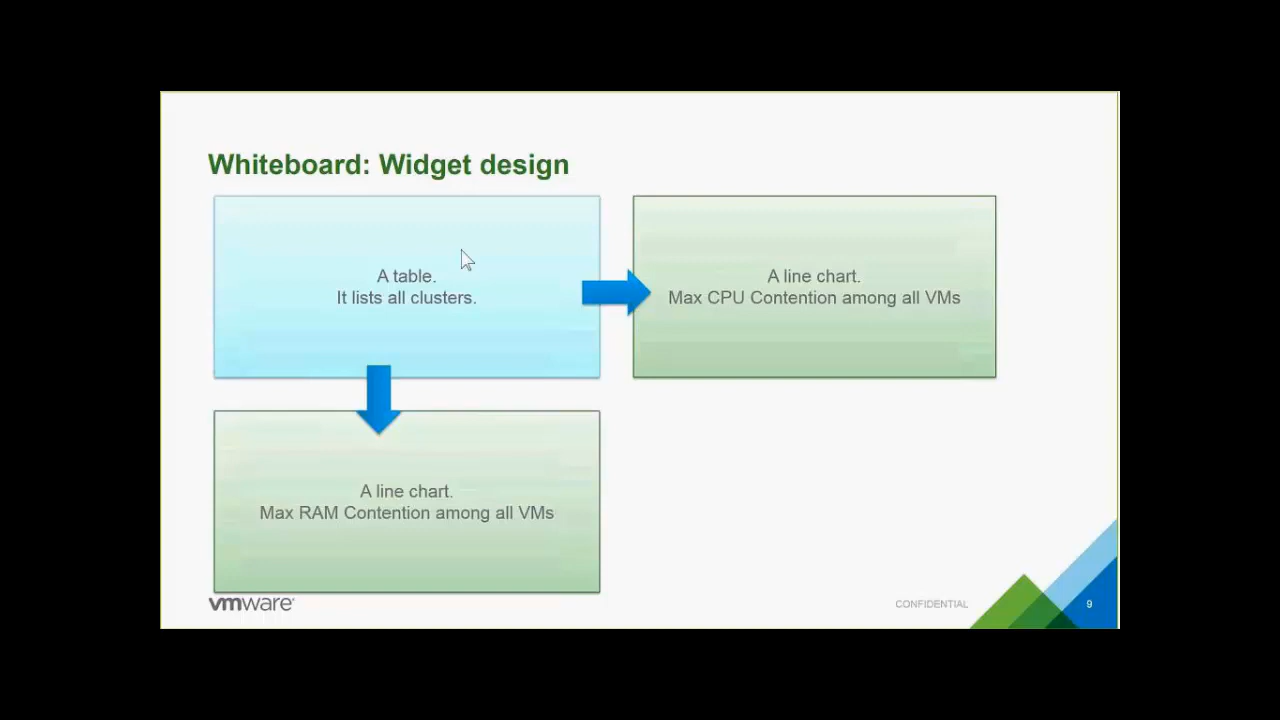 Whiteboard: Widget design
A table.
It lists all clusters.
A line chart.
Max CPU Contention among all VMs
A line chart.
Max RAM Contention among all VMs
vmware
CONFIDENTIAL
9